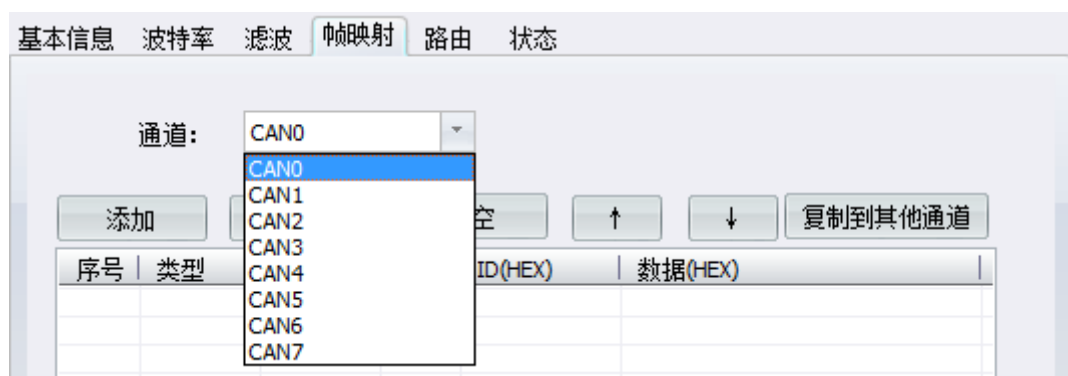 基本信息 波特率 滤波 帧映射 路由 状态
通道： CAN0
CAN0
CAN1
CAN2
CAN3
CAN4
CAN5
CAN6
CAN7
添加 空 ↑ ↓ 复制到其他通道
序号 类型 ID(HEX) 数据(HEX)